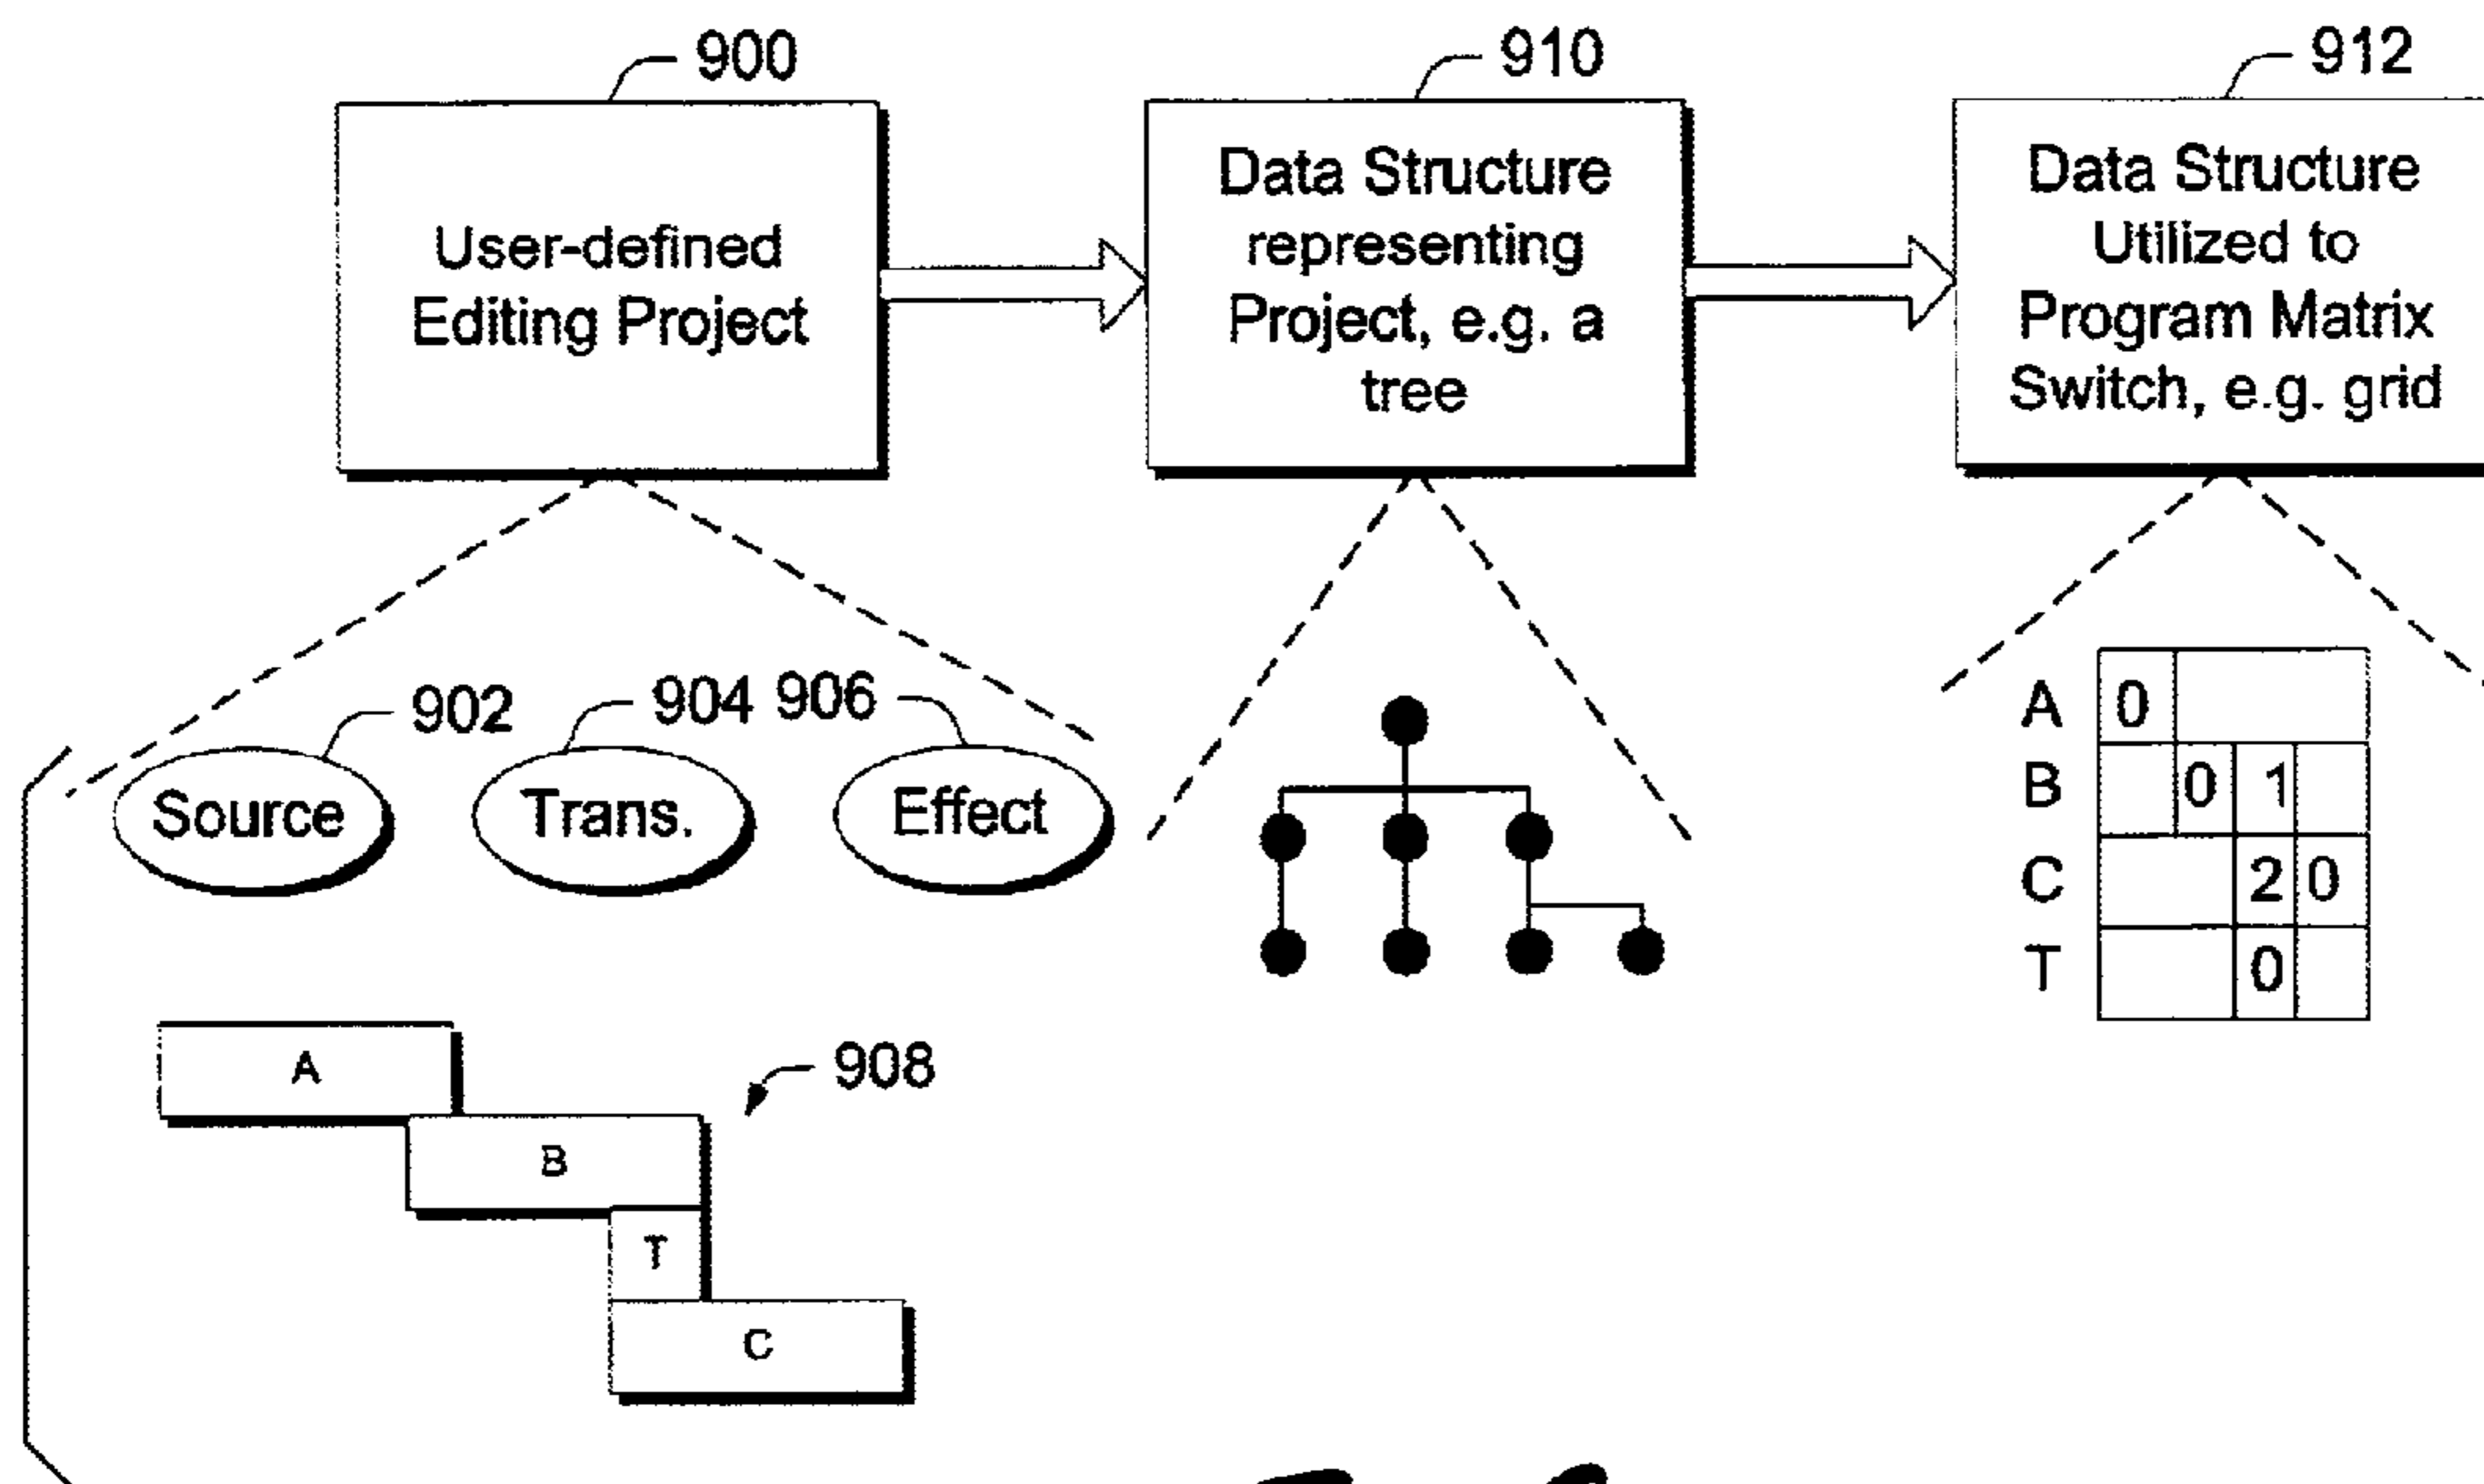 900
910
912
User-defined
Editing Project
Data Structure
representing
Project, e.g. a
tree
Data Structure
Utilized to
Program Matrix
Switch, e.g. grid
902
904
906
Source
Trans.
Effect
A 0
B 0 1
C 2 0
T 0
908
A
B
T
C